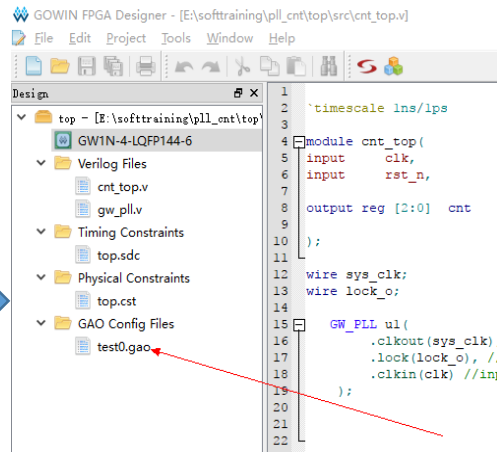 GOWIN FPGA Designer - [E:\softtraining\pll_cnt\top\src\cnt_top.v]
File Edit Project Tools Window Help
Design
top - [E:\softtraining\pll_cnt\top\
GW1N-4-LQFP144-6
Verilog Files
cnt_top.v
gw_pll.v
Timing Constraints
top.sdc
Physical Constraints
top.cst
GAO Config Files
test0.gao
1
2 `timescale 1ns/1ps
3
4 module cnt_top(
5 input clk,
6 input rst_n,
7
8 output reg [2:0] cnt
9
10 );
11
12 wire sys_clk;
13 wire lock_o;
14
15 GW_PLL u1(
16 .clkout(sys_clk)
17 .lock(lock_o), //
18 .clkin(clk) //inp
19 );
20
21
22